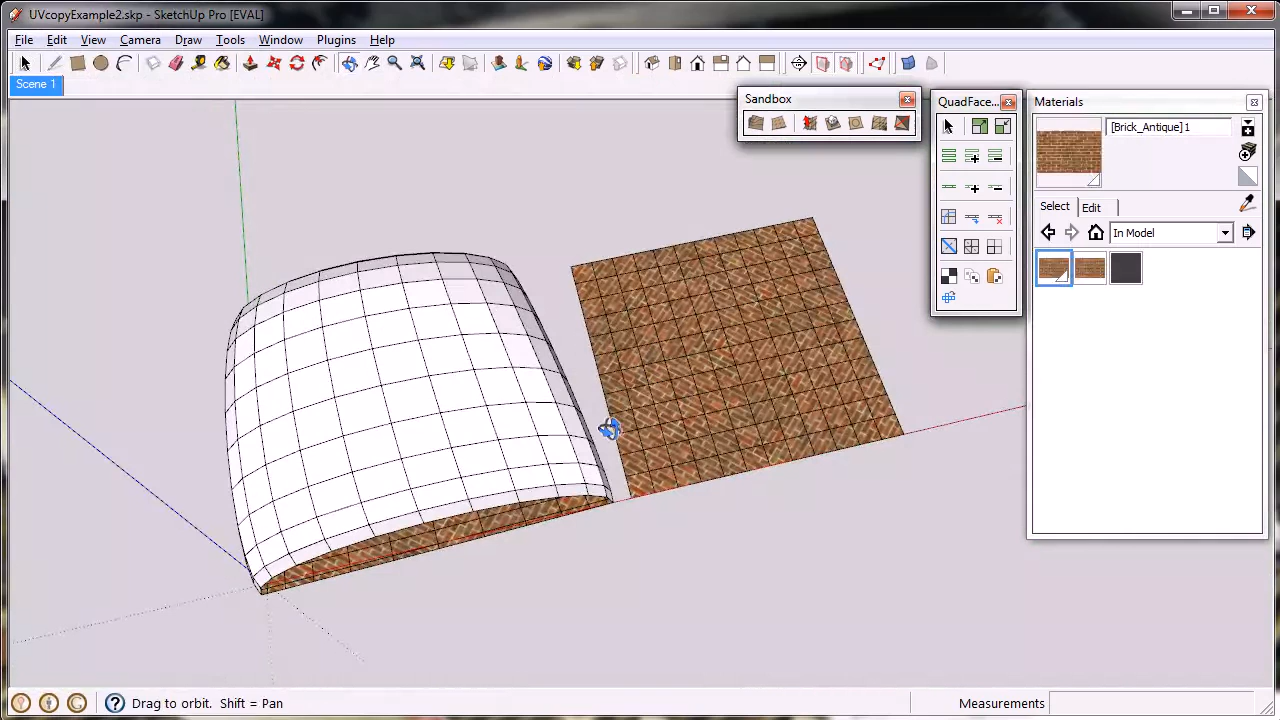 UVcopyExample2.skp - SketchUp Pro [EVAL]
File Edit View Camera Draw Tools Window Plugins Help
Scene 1
Sandbox
QuadFace...
Materials
[Brick_Antique]1
Select Edit
In Model
Drag to orbit. Shift = Pan
Measurements